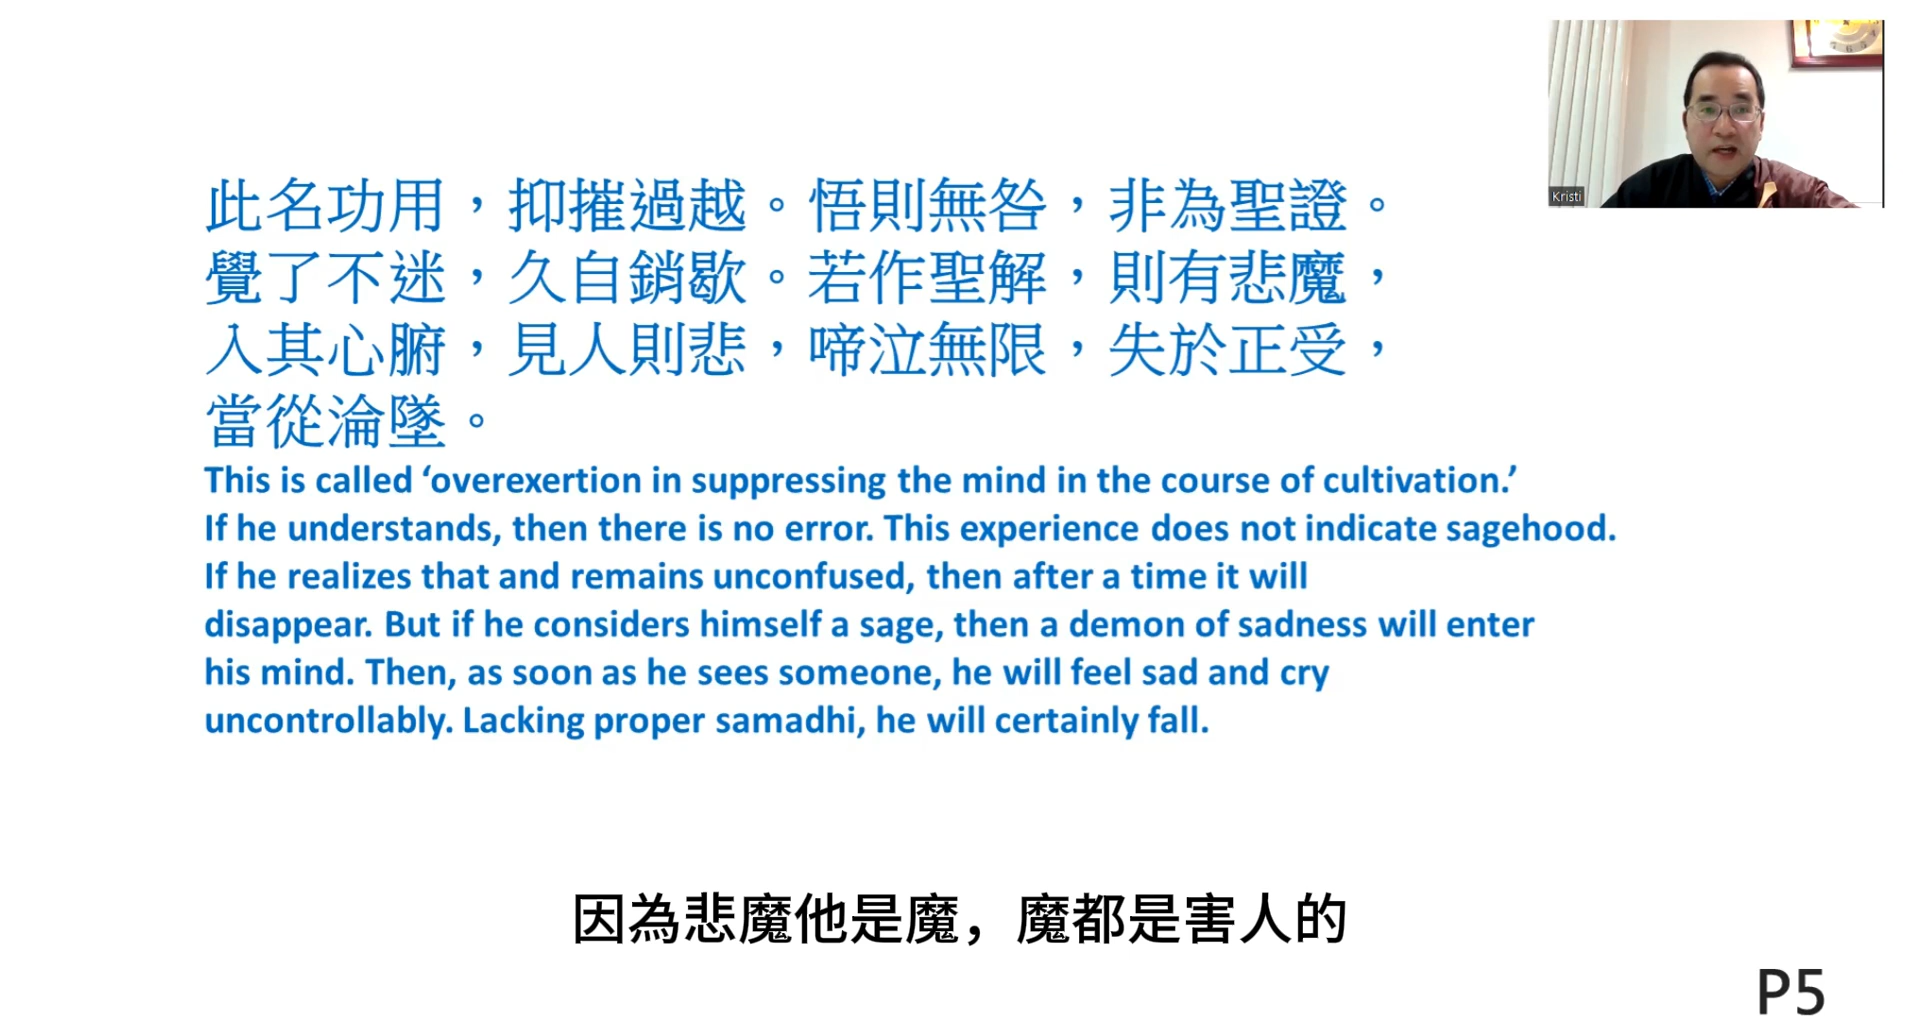 此名功用，抑摧過越。悟則無咎，非為聖證。
覺了不迷，久自銷歇。若作聖解，則有悲魔，
入其心腑，見人則悲，啼泣無限，失於正受，
當從淪墜。
This is called ‘overexertion in suppressing the mind in the course of cultivation.’
If he understands, then there is no error. This experience does not indicate sagehood.
If he realizes that and remains unconfused, then after a time it will
disappear. But if he considers himself a sage, then a demon of sadness will enter
his mind. Then, as soon as he sees someone, he will feel sad and cry
uncontrollably. Lacking proper samadhi, he will certainly fall.
Kristi
因為悲魔他是魔，魔都是害人的
P5